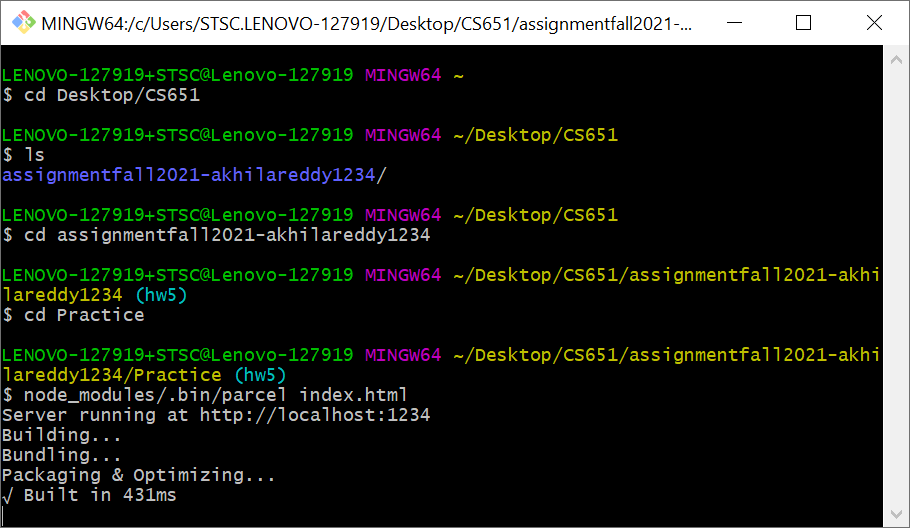 MINGW64:/c/Users/STSC.LENOVO-127919/Desktop/CS651/assignmentfall2021-...
LENOVO-127919+STSC@Lenovo-127919 MINGW64 ~
$ cd Desktop/CS651
LENOVO-127919+STSC@Lenovo-127919 MINGW64 ~/Desktop/CS651
$ ls
assignmentfall2021-akhilareddy1234/
LENOVO-127919+STSC@Lenovo-127919 MINGW64 ~/Desktop/CS651
$ cd assignmentfall2021-akhilareddy1234
LENOVO-127919+STSC@Lenovo-127919 MINGW64 ~/Desktop/CS651/assignmentfall2021-akhi
lareddy1234 (hw5)
$ cd Practice
LENOVO-127919+STSC@Lenovo-127919 MINGW64 ~/Desktop/CS651/assignmentfall2021-akhi
lareddy1234/Practice (hw5)
$ node_modules/.bin/parcel index.html
Server running at http://localhost:1234
Building...
Bundling...
Packaging & Optimizing...
√ Built in 431ms